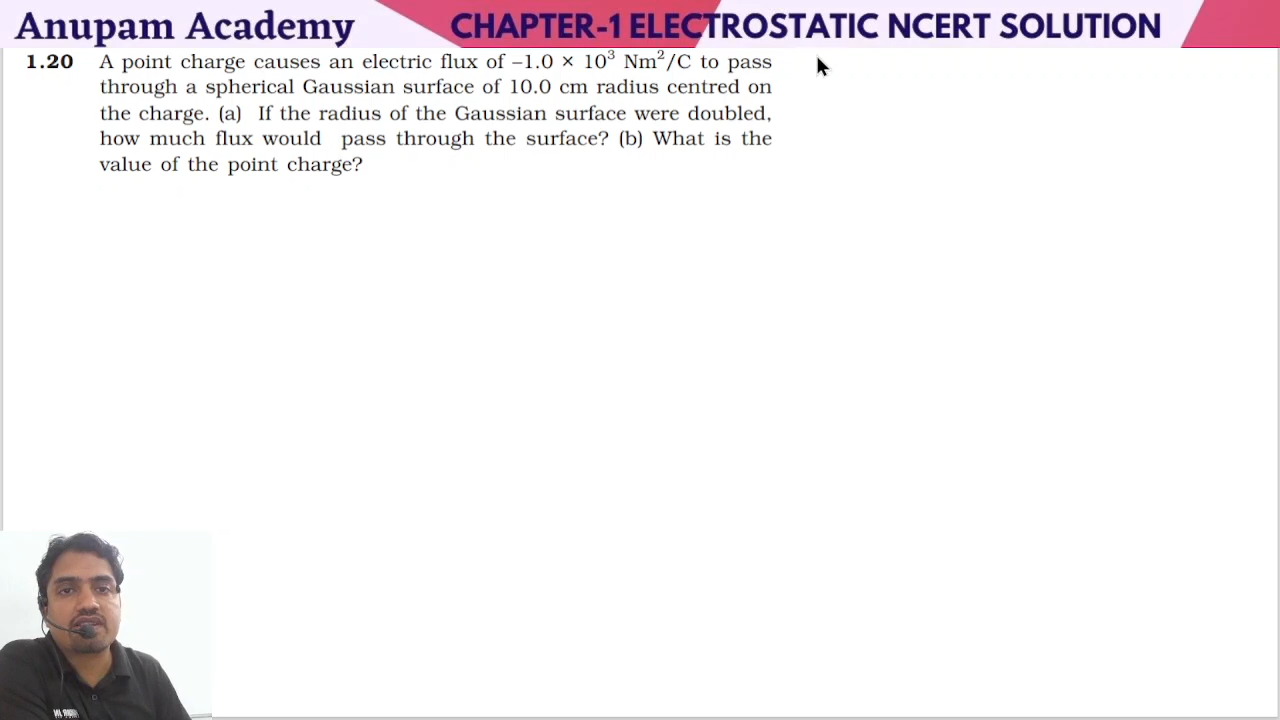 Anupam Academy
CHAPTER-1 ELECTROSTATIC NCERT SOLUTION
1.20 A point charge causes an electric flux of –1.0 × 10³ Nm²/C to pass
through a spherical Gaussian surface of 10.0 cm radius centred on
the charge. (a) If the radius of the Gaussian surface were doubled,
how much flux would pass through the surface? (b) What is the
value of the point charge?